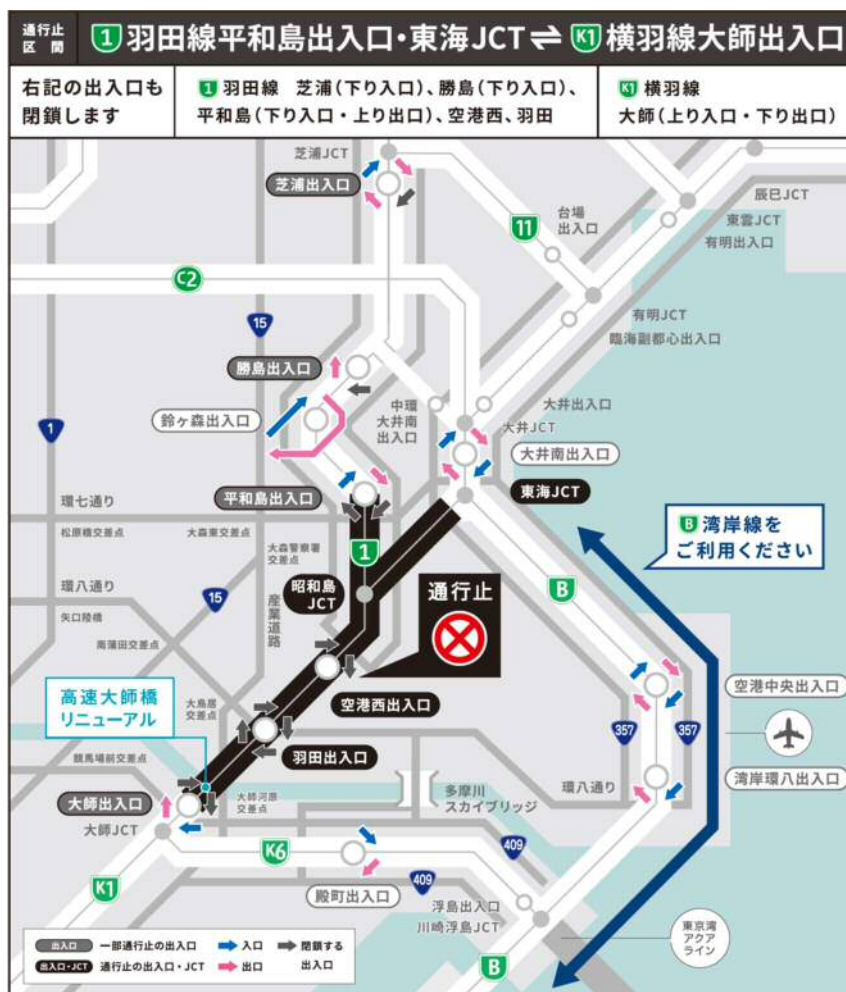 通行止
区 間
1 羽田線平和島出入口・東海JCT ⇌ K1 横羽線大師出入口
右記の出入口も
閉鎖します
1 羽田線 芝浦(下り入口)、勝島(下り入口)、
平和島(下り入口・上り出口)、空港西、羽田
K1 横羽線
大師(上り入口・下り出口)
芝浦JCT
芝浦出入口
辰巳JCT
東雲JCT
有明出入口
台場
出入口
11
C2
15
有明JCT
臨海副都心出入口
勝島出入口
鈴ヶ森出入口
中環
大井南
出入口
大井出入口
大井JCT
大井南出入口
1
平和島出入口
東海JCT
環七通り
松原橋交差点
大森東交差点
大森警察署
交差点
1
B 湾岸線を
ご利用ください
環八通り
15
矢口陸橋
産業道路
昭和島
JCT
通行止
B
南蒲田交差点
空港中央出入口
高速大師橋
リニューアル
大鳥居
交差点
空港西出入口
357
357
羽田出入口
競馬場前交差点
多摩川
スカイブリッジ
環八通り
湾岸環八出入口
大師出入口
大師河原
交差点
大師JCT
K6
409
K1
殿町出入口
409
浮島出入口
川崎浮島JCT
東京湾
アクア
ライン
B
出入口 一部通行止の出入口
入口
閉鎖する
出入口
出入口・JCT 通行止の出入口・JCT
出口